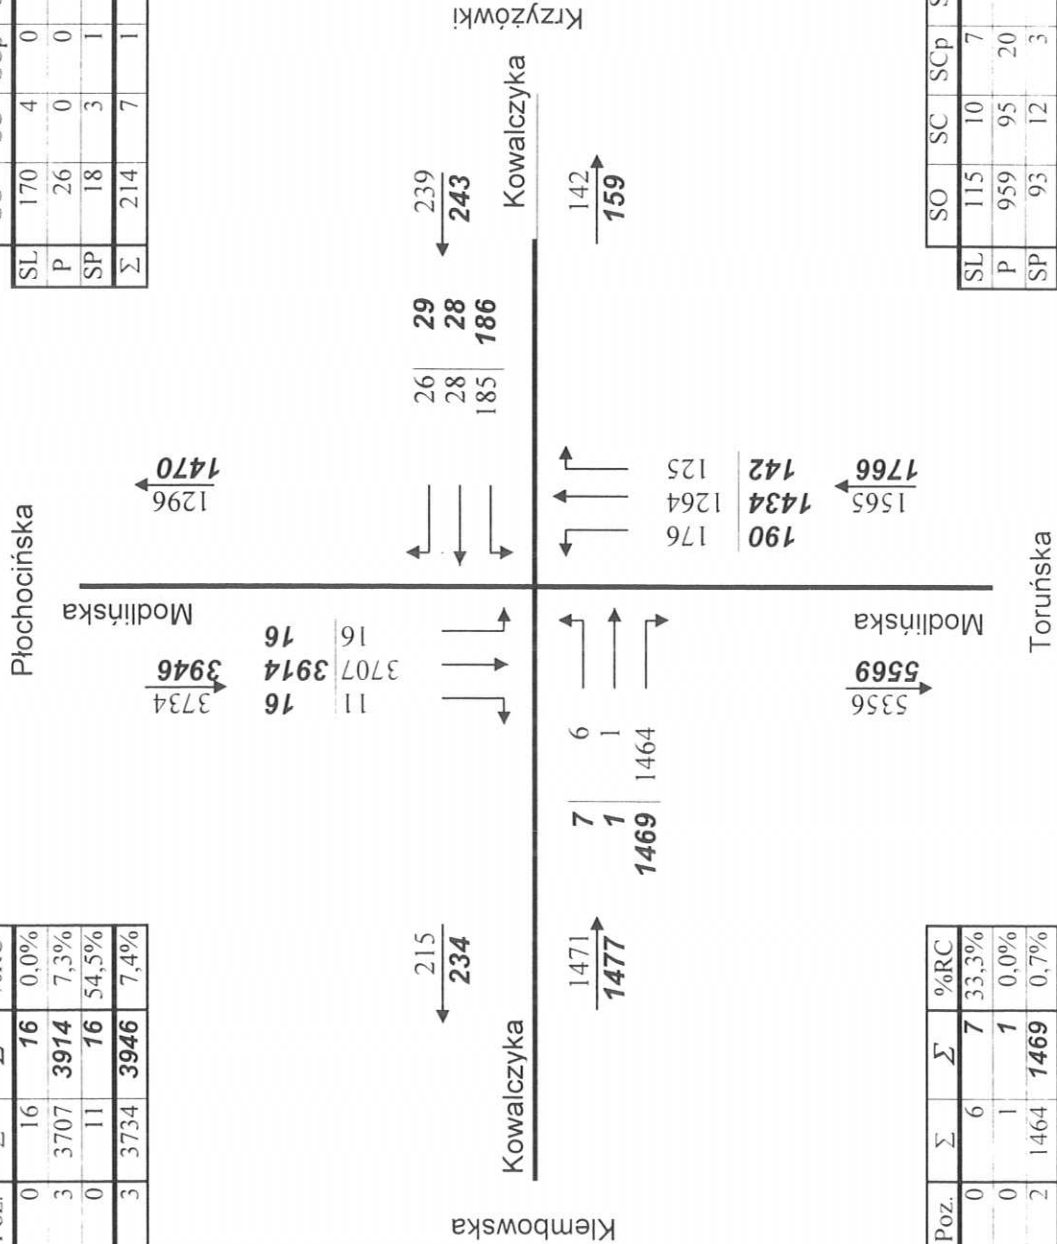 Krzyżówki
Płochocińska
Toruńska
Klembowska
Modlińska
Modlińska
Kowalczyka
Kowalczyka
SL 170 4 0
P 26 0 0
SP 18 3 1
Σ 214 7 1
239
243
142
159
SO SC SCp
SL 115 10 7
P 959 95 20
SP 93 12 3
26 29
28 28
185 186
1470
1296
125 142
1264 1434
176 190
1766
1565
16 16
3914 3707
16 11
3946
3734
5569
5356
7 6
1 1
1469 1464
215
234
1471
1477
Poz.
0 16 16 0,0%
3 3707 3914 7,3%
0 11 16 54,5%
3 3734 3946 7,4%
Poz. Σ Σ %RC
0 6 7 33,3%
0 1 1 0,0%
2 1464 1469 0,7%